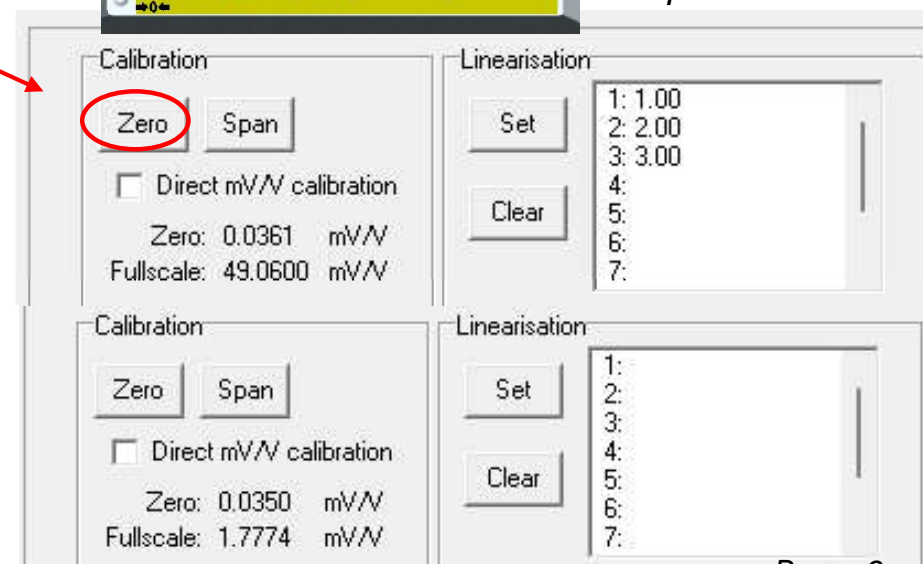 →0←
Calibration
Linearisation
Zero Span
Set
1: 1.00
2: 2.00
3: 3.00
4:
5:
6:
7:
Direct mV/V calibration
Clear
Zero: 0.0361 mV/V
Fullscale: 49.0600 mV/V
Calibration
Linearisation
Zero Span
Set
1:
2:
3:
4:
5:
6:
7:
Direct mV/V calibration
Clear
Zero: 0.0350 mV/V
Fullscale: 1.7774 mV/V